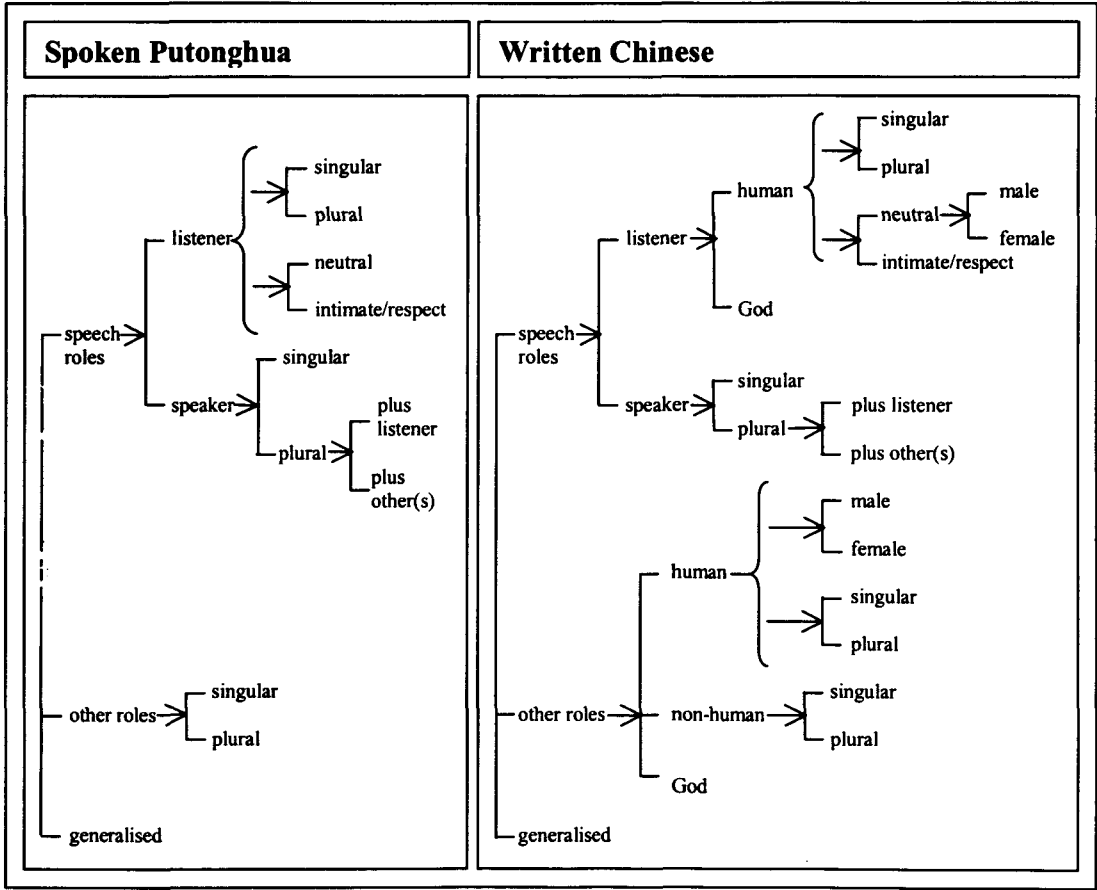 Spoken Putonghua
singular
plural
listener
neutral
intimate/respect
speech
roles
singular
speaker
plus
listener
plural
plus
other(s)
singular
other roles
plural
generalised
Written Chinese
singular
human
plural
male
neutral
listener
female
intimate/respect
God
speech
roles
singular
speaker
plus listener
plural
plus other(s)
male
female
human
singular
plural
singular
other roles
non-human
plural
God
generalised